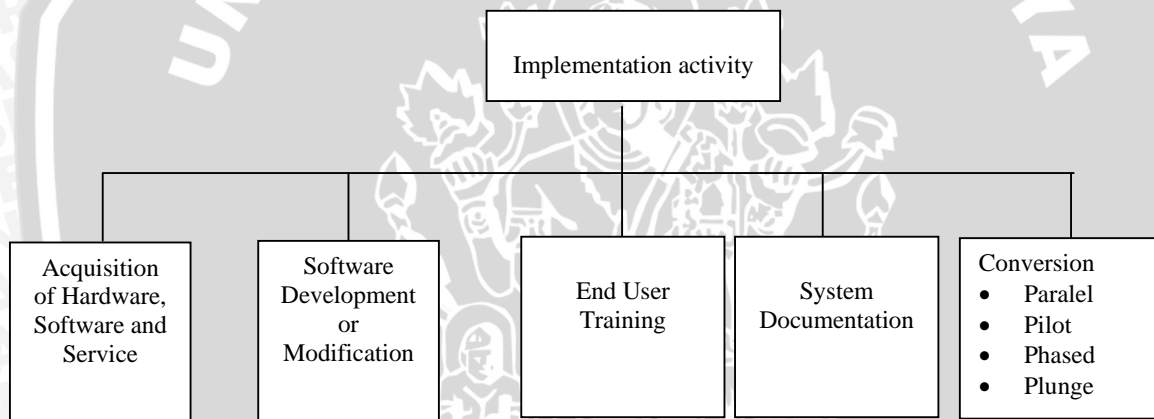 Implementation activity
Acquisition
of Hardware,
Software and
Service
Software
Development
or
Modification
End User
Training
System
Documentation
Conversion
• Paralel
• Pilot
• Phased
• Plunge